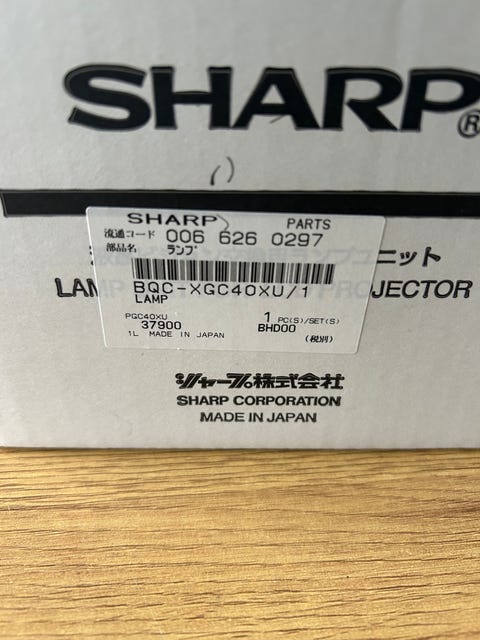 SHARP®
SHARP PARTS
流通コード 006 626 0297
部品名 ランプ
ニット
BQC-XGC40XU/1
LAMP
LAM PROJECTOR
PGC40XU 1 PC(S)/SET(S)
37900 BHD00
1L MADE IN JAPAN (税別)
シャープ株式会社
SHARP CORPORATION
MADE IN JAPAN